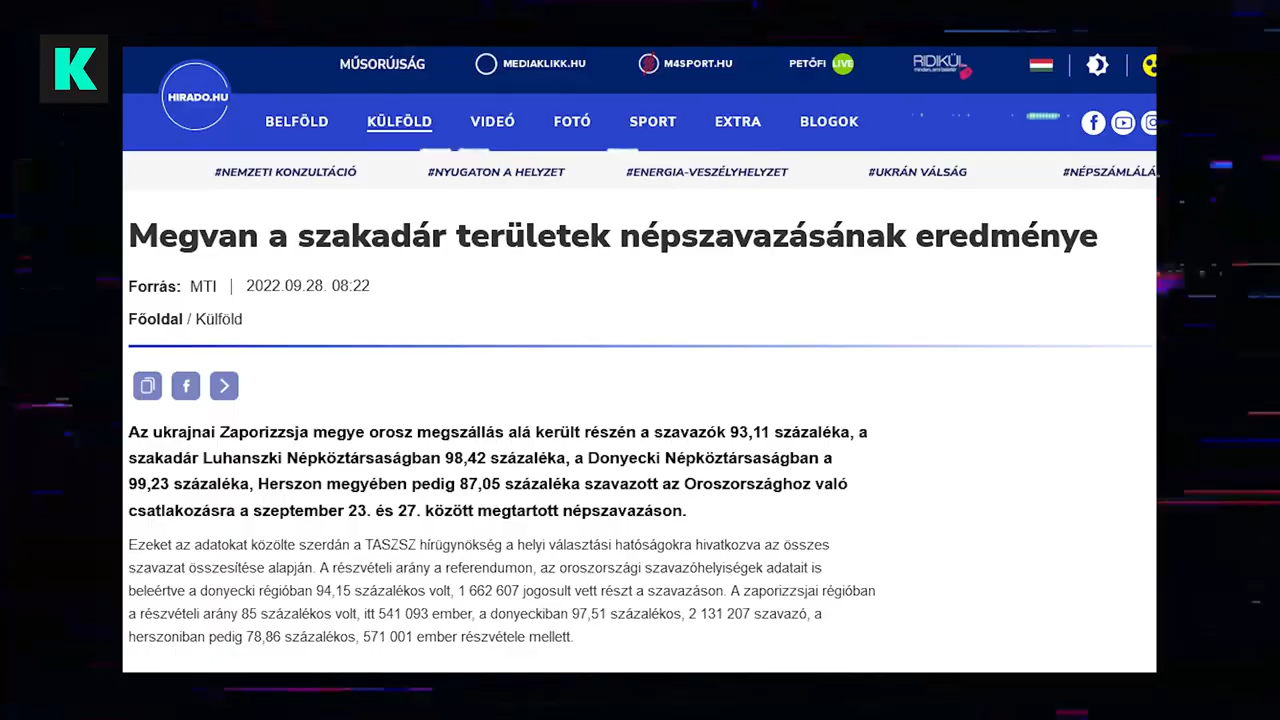 K
MŰSORÚJSÁG
MEDIAKLIKK.HU
M4SPORT.HU
PETŐFI LIVE
RIDIKÜL
HIRADO.HU
BELFÖLD
KÜLFÖLD
VIDEÓ
FOTÓ
SPORT
EXTRA
BLOGOK
#NEMZETI KONZULTÁCIÓ
#NYUGATON A HELYZET
#ENERGIA-VESZÉLYHELYZET
#UKRÁN VÁLSÁG
#NÉPSZÁMLÁLÁ
Megvan a szakadár területek népszavazásának eredménye
Forrás: MTI | 2022.09.28. 08:22
Főoldal / Külföld
Az ukrajnai Zaporizzsja megye orosz megszállás alá került részén a szavazók 93,11 százaléka, a
szakadár Luhanszki Népköztársaságban 98,42 százaléka, a Donyecki Népköztársaságban a
99,23 százaléka, Herszon megyében pedig 87,05 százaléka szavazott az Oroszországhoz való
csatlakozásra a szeptember 23. és 27. között megtartott népszavazáson.
Ezeket az adatokat közölte szerdán a TASZSZ hírügynökség a helyi választási hatóságokra hivatkozva az összes
szavazat összesítése alapján. A részvételi arány a referendumon, az oroszországi szavazóhelyiségek adatait is
beleértve a donyecki régióban 94,15 százalékos volt, 1 662 607 jogosult vett részt a szavazáson. A zaporizzsjai régióban
a részvételi arány 85 százalékos volt, itt 541 093 ember, a donyeckiban 97,51 százalékos, 2 131 207 szavazó, a
herszoniban pedig 78,86 százalékos, 571 001 ember részvétele mellett.